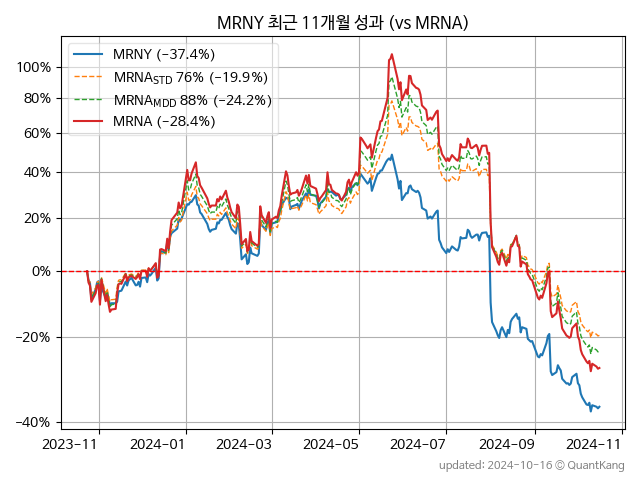 MRNY 최근 11개월 성과 (vs MRNA)
MRNY (−37.4%)
MRNA_STD 76% (−19.9%)
MRNA_MDD 88% (−24.2%)
MRNA (−28.4%)
100%
80%
60%
40%
20%
0%
−20%
−40%
2023-11 2024-01 2024-03 2024-05 2024-07 2024-09 2024-11
updated: 2024-10-16 © QuantKang